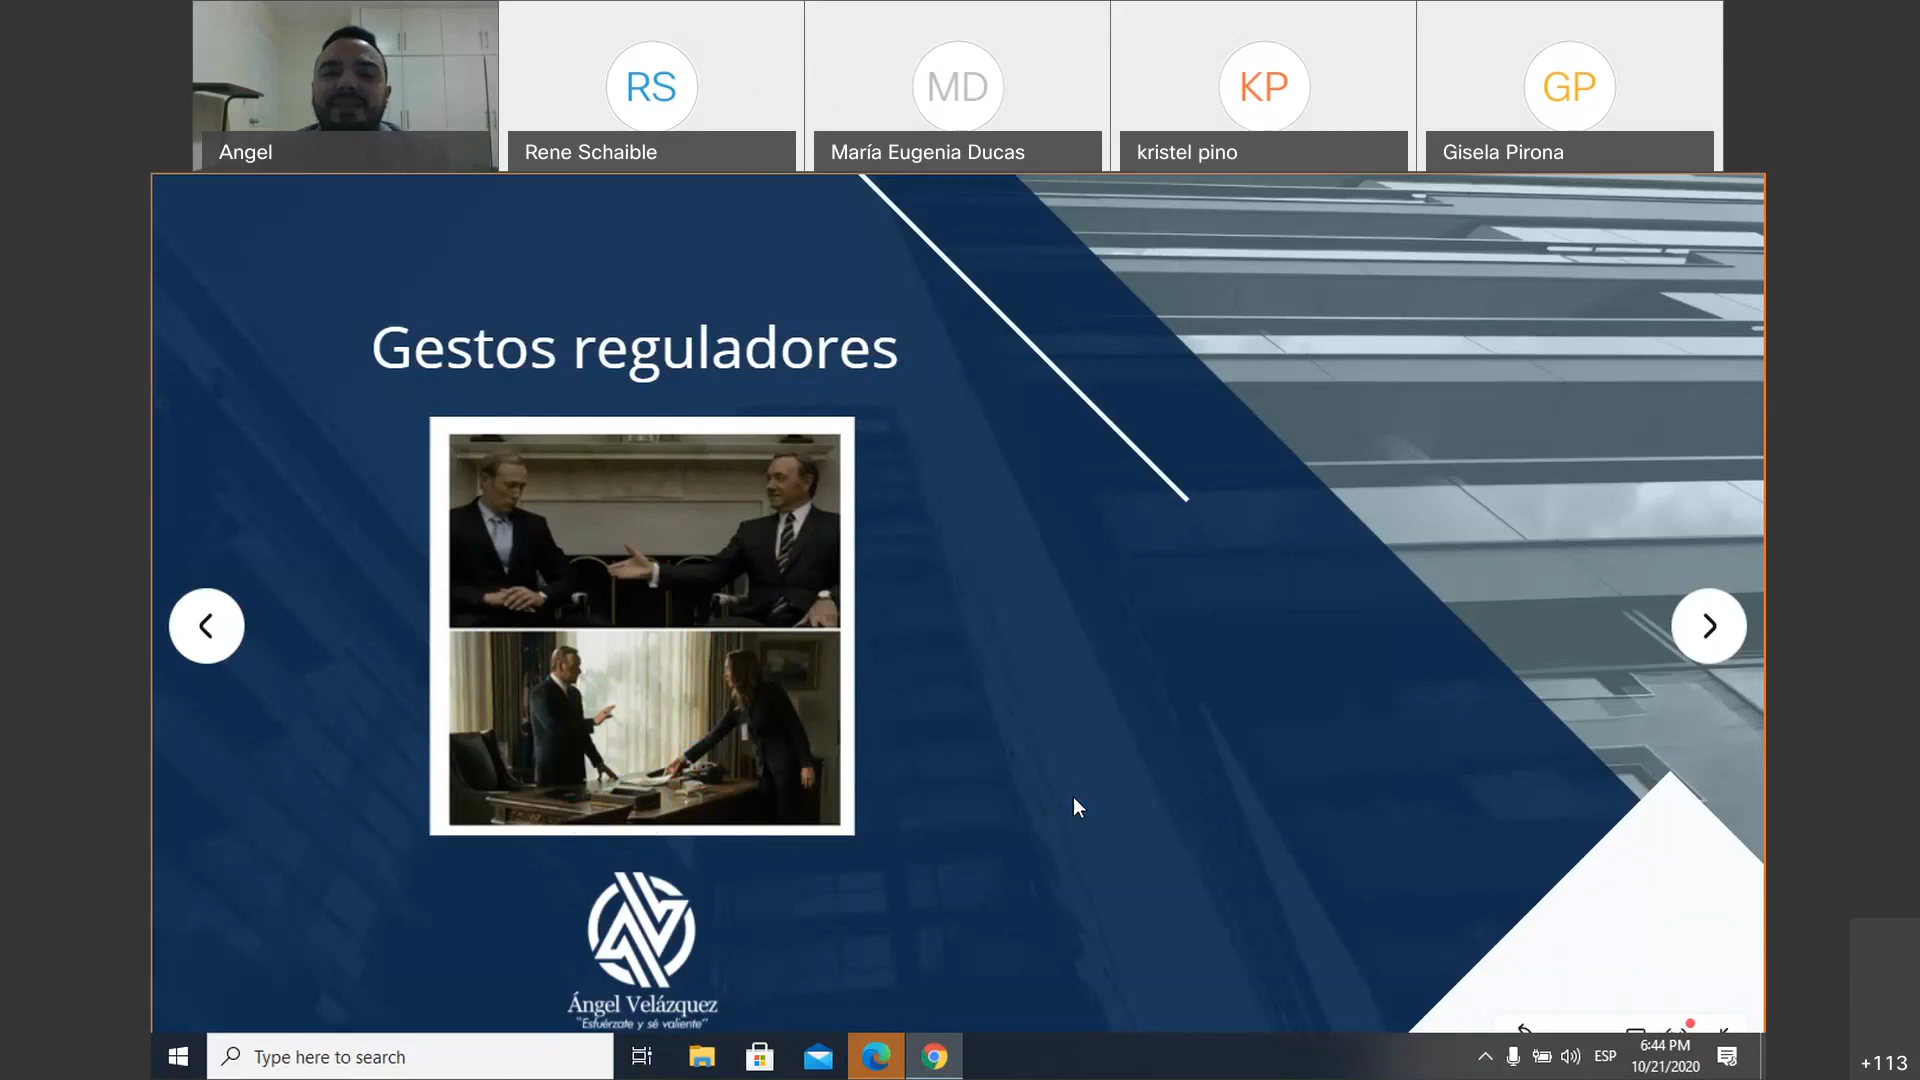 RS
MD
KP
GP
Angel
Rene Schaible
María Eugenia Ducas
kristel pino
Gisela Pirona
Gestos reguladores
Ángel Velázquez
"Esfuérzate y sé valiente"
Type here to search
ESP
6:44 PM
10/21/2020
+113